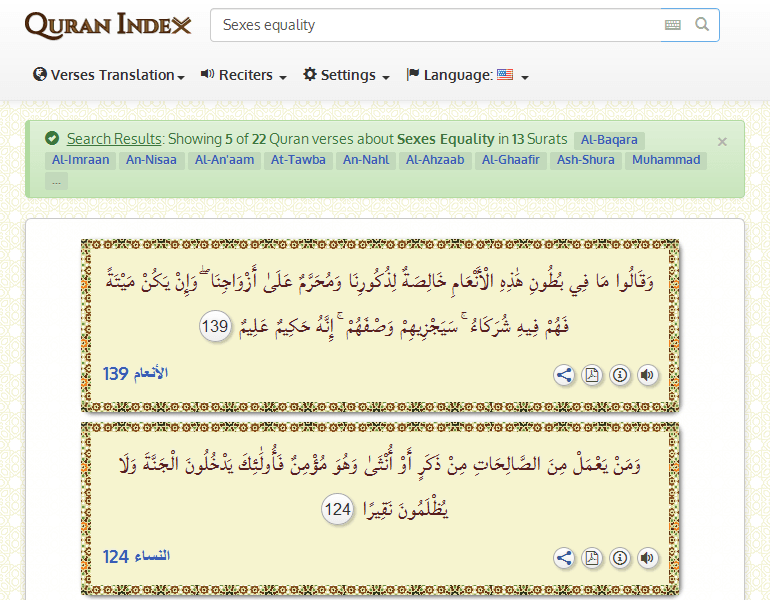 QURAN INDEX
Sexes equality
Verses Translation
Reciters
Settings
Language:
Search Results: Showing 5 of 22 Quran verses about Sexes Equality in 13 Surats Al-Baqara
Al-Imraan An-Nisaa Al-An'aam At-Tawba An-Nahl Al-Ahzaab Al-Ghaafir Ash-Shura Muhammad
...
×
وَقَالُوا مَا فِي بُطُونِ هَٰذِهِ الْأَنْعَامِ خَالِصَةٌ لِذُكُورِنَا وَمُحَرَّمٌ عَلَىٰ أَزْوَاجِنَا ۖ وَإِنْ يَكُنْ مَيْتَةً
فَهُمْ فِيهِ شُرَكَاءُ ۚ سَيَجْزِيهِمْ وَصْفَهُمْ ۚ إِنَّهُ حَكِيمٌ عَلِيمٌ 139
الأنعام 139
وَمَنْ يَعْمَلْ مِنَ الصَّالِحَاتِ مِنْ ذَكَرٍ أَوْ أُنْثَىٰ وَهُوَ مُؤْمِنٌ فَأُولَٰئِكَ يَدْخُلُونَ الْجَنَّةَ وَلَا
يُظْلَمُونَ نَقِيرًا 124
النساء 124